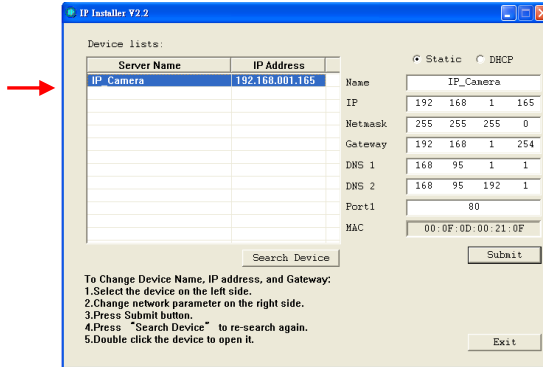 IP Installer V2.2
Device lists:
Server Name IP Address
IP_Camera 192.168.001.165
Static DHCP
Name IP_Camera
IP 192 168 1 165
Netmask 255 255 255 0
Gateway 192 168 1 254
DNS 1 168 95 1 1
DNS 2 168 95 192 1
Port1 80
MAC 00:0F:0D:00:21:0F
Search Device
Submit
To Change Device Name, IP address, and Gateway:
1.Select the device on the left side.
2.Change network parameter on the right side.
3.Press Submit button.
4.Press “Search Device” to re-search again.
5.Double click the device to open it.
Exit